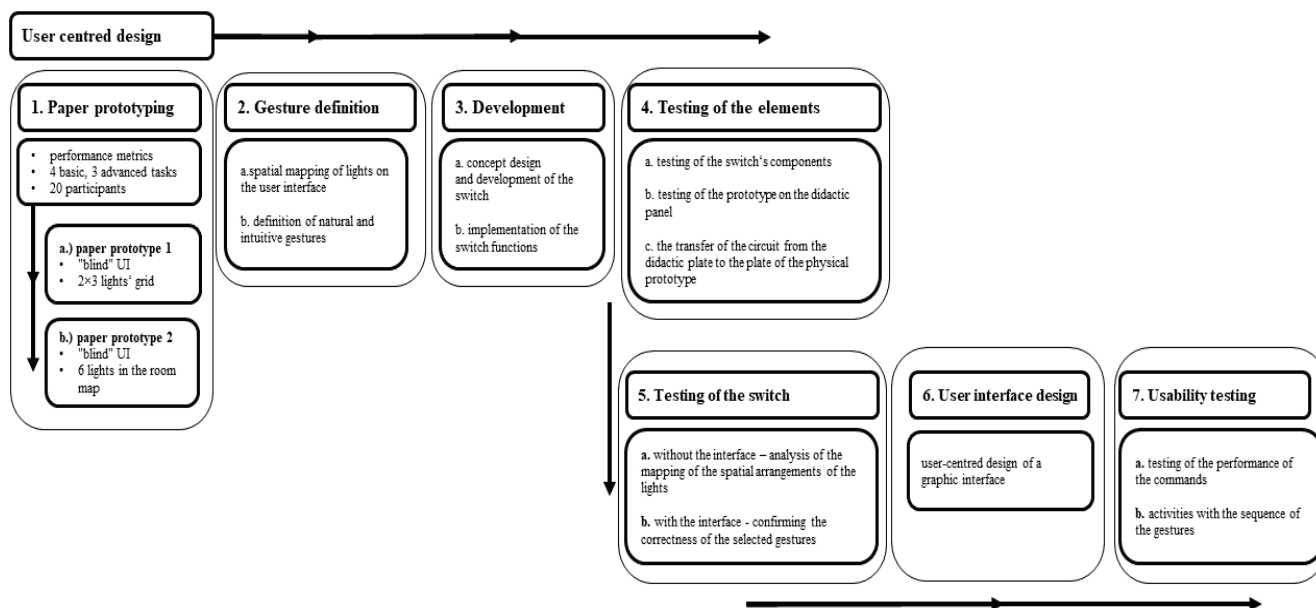 User centred design
1. Paper prototyping
• performance metrics
• 4 basic, 3 advanced tasks
• 20 participants
a.) paper prototype 1
• "blind" UI
• 2×3 lights‘ grid
b.) paper prototype 2
• "blind" UI
• 6 lights in the room
map
2. Gesture definition
a.spatial mapping of lights on
the user interface
b. definition of natural and
intuitive gestures
3. Development
a. concept design
and development of the
switch
b. implementation of the
switch functions
4. Testing of the elements
a. testing of the switch‘s components
b. testing of the prototype on the didactic
panel
c. the transfer of the circuit from the
didactic plate to the plate of the physical
prototype
5. Testing of the switch
a. without the interface – analysis of the
mapping of the spatial arrangements of the
lights
b. with the interface - confirming the
correctness of the selected gestures
6. User interface design
user-centred design of a
graphic interface
7. Usability testing
a. testing of the performance of
the commands
b. activities with the sequence of
the gestures